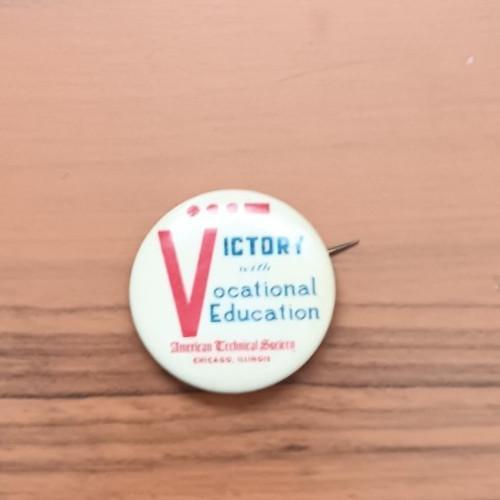 VICTORY
with
Vocational
Education
American Technical Society
CHICAGO, ILLINOIS